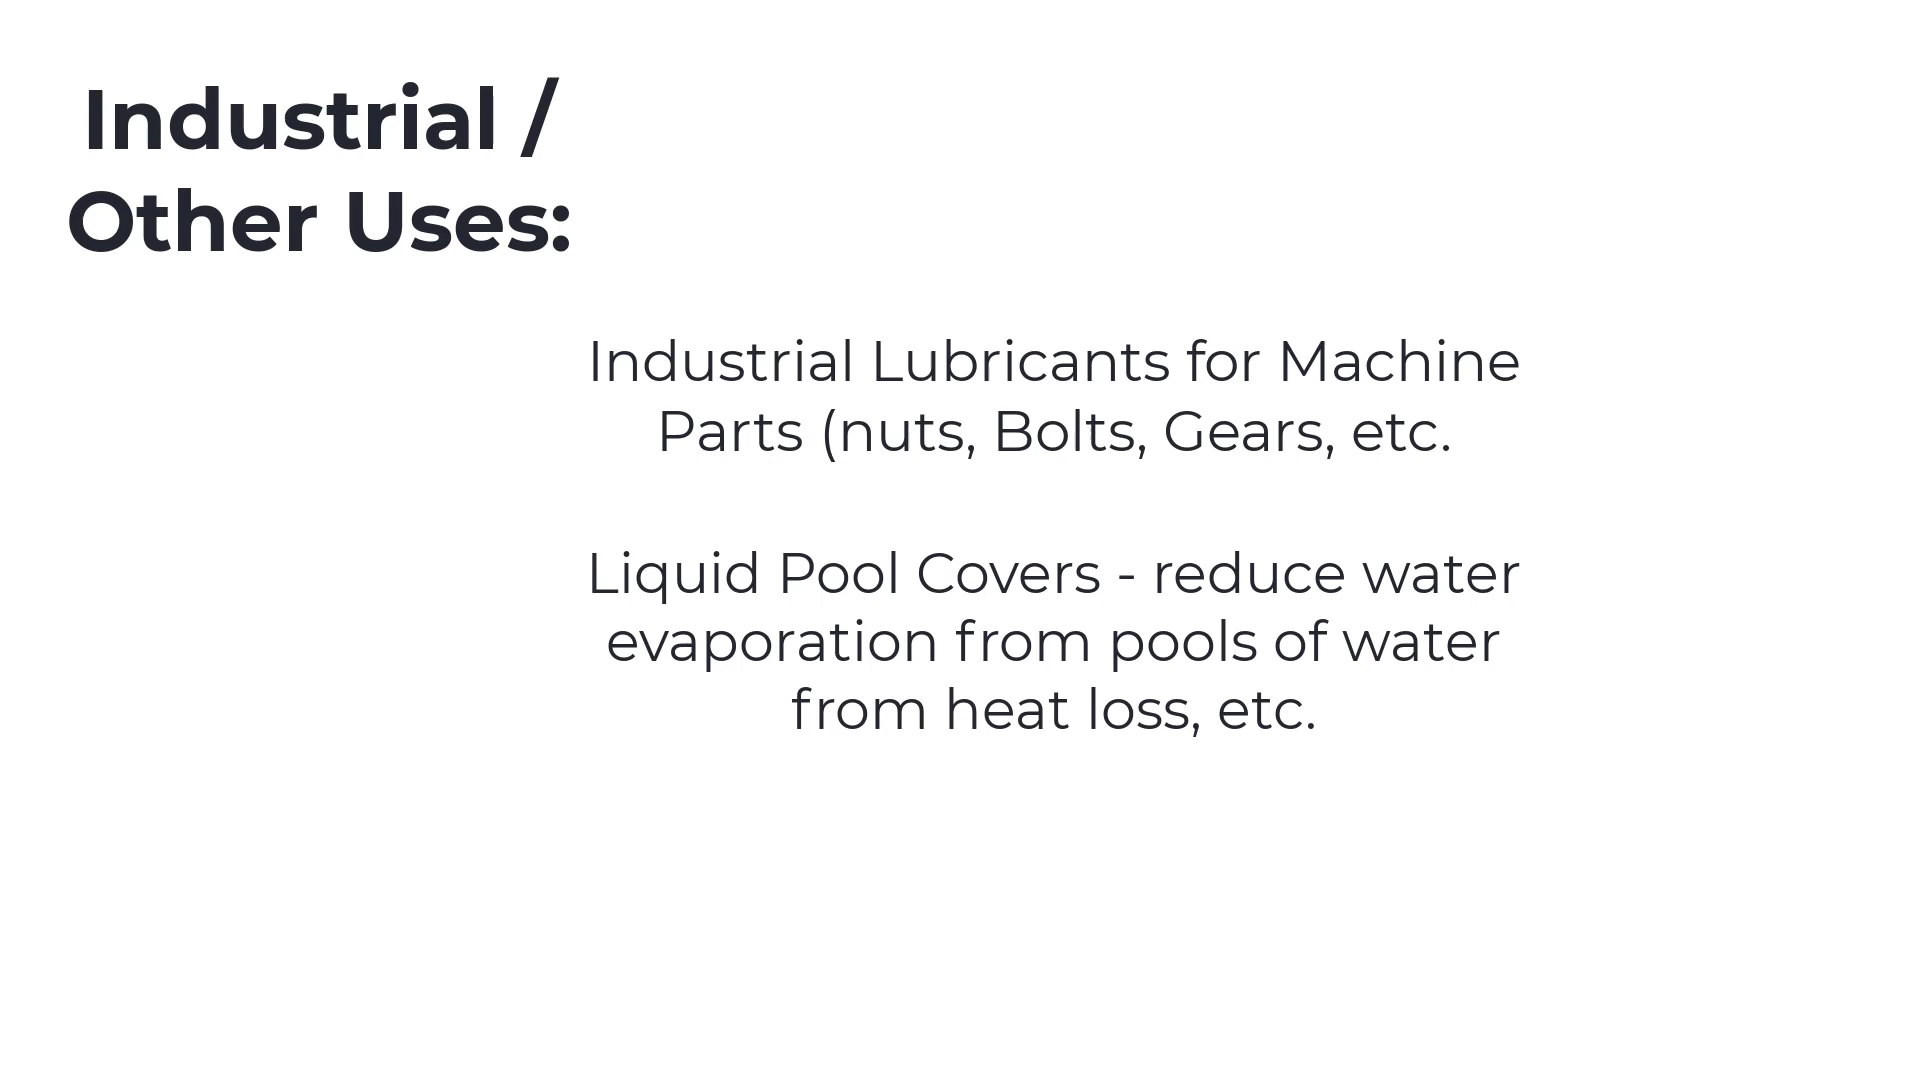 Industrial /
Other Uses:
Industrial Lubricants for Machine
Parts (nuts, Bolts, Gears, etc.
Liquid Pool Covers - reduce water
evaporation from pools of water
from heat loss, etc.